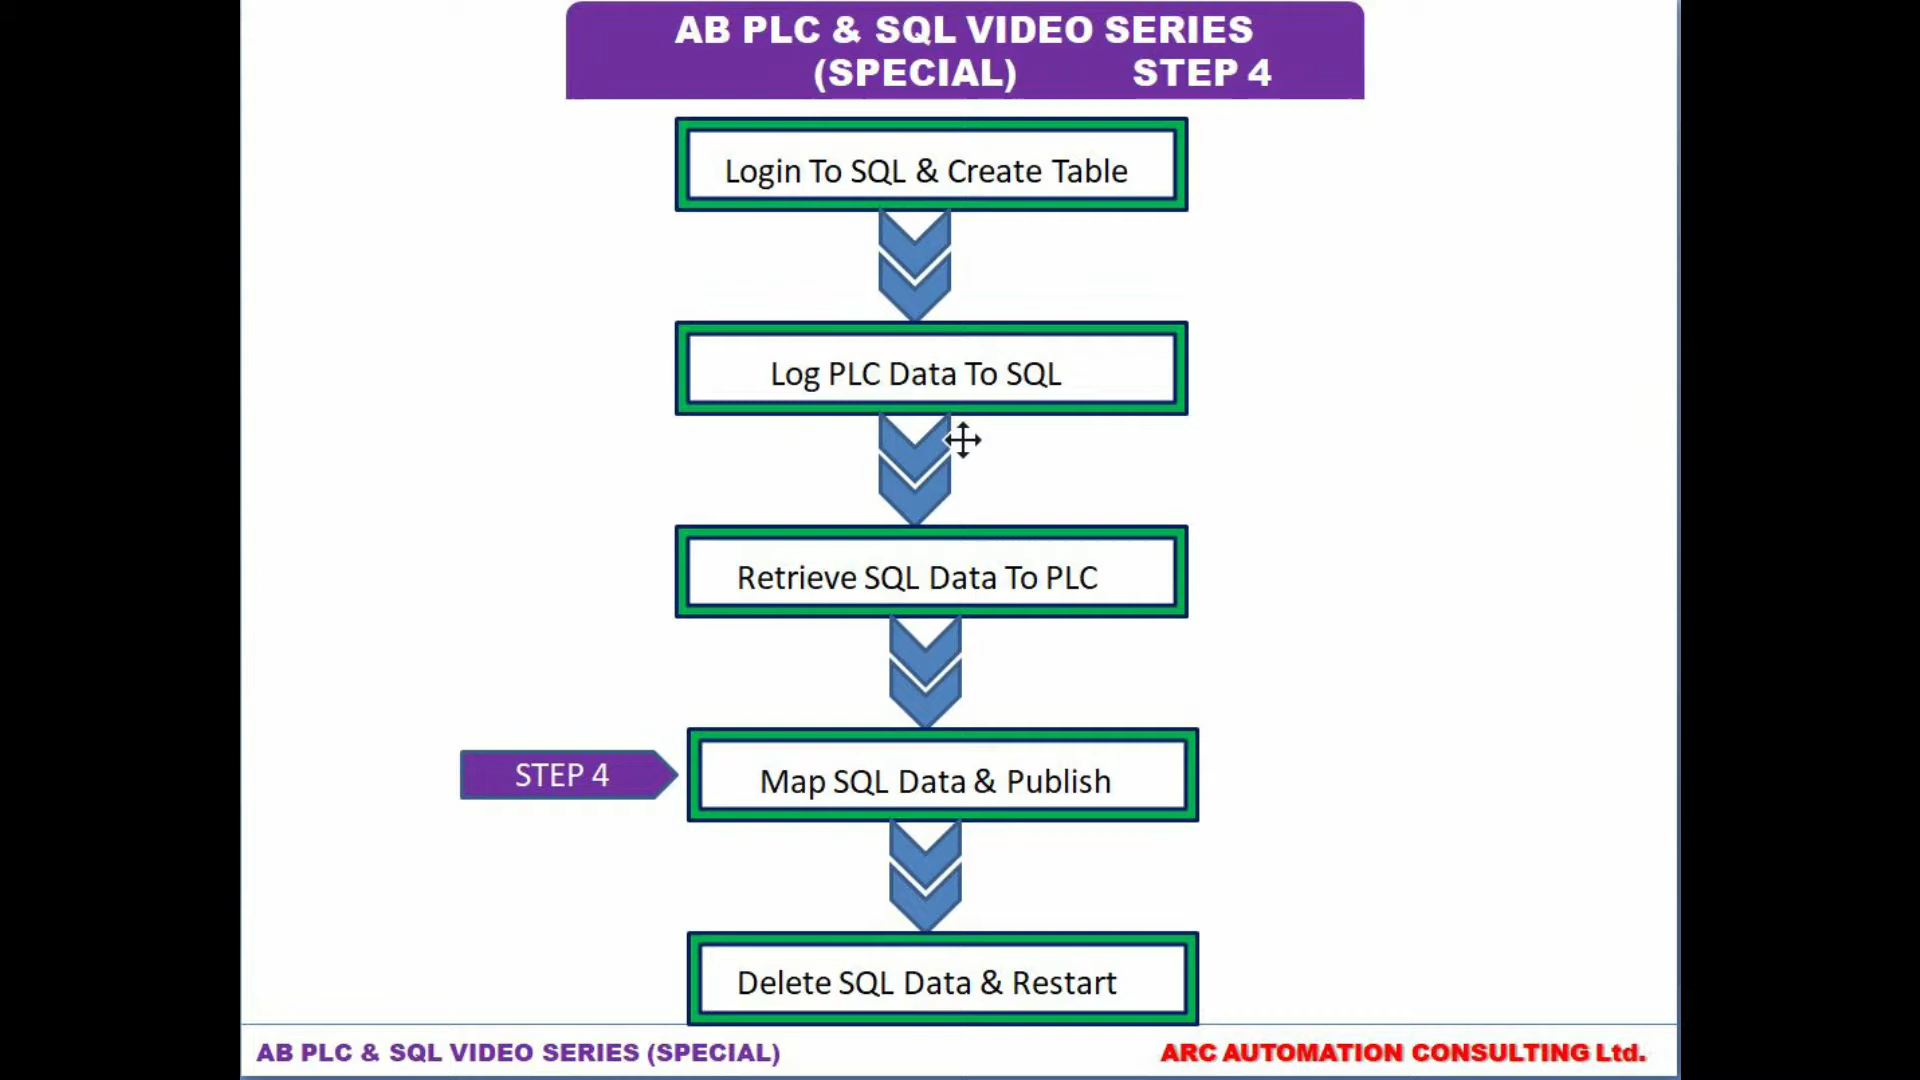 AB PLC & SQL VIDEO SERIES
(SPECIAL) STEP 4
Login To SQL & Create Table
Log PLC Data To SQL
Retrieve SQL Data To PLC
STEP 4
Map SQL Data & Publish
Delete SQL Data & Restart
AB PLC & SQL VIDEO SERIES (SPECIAL)
ARC AUTOMATION CONSULTING Ltd.